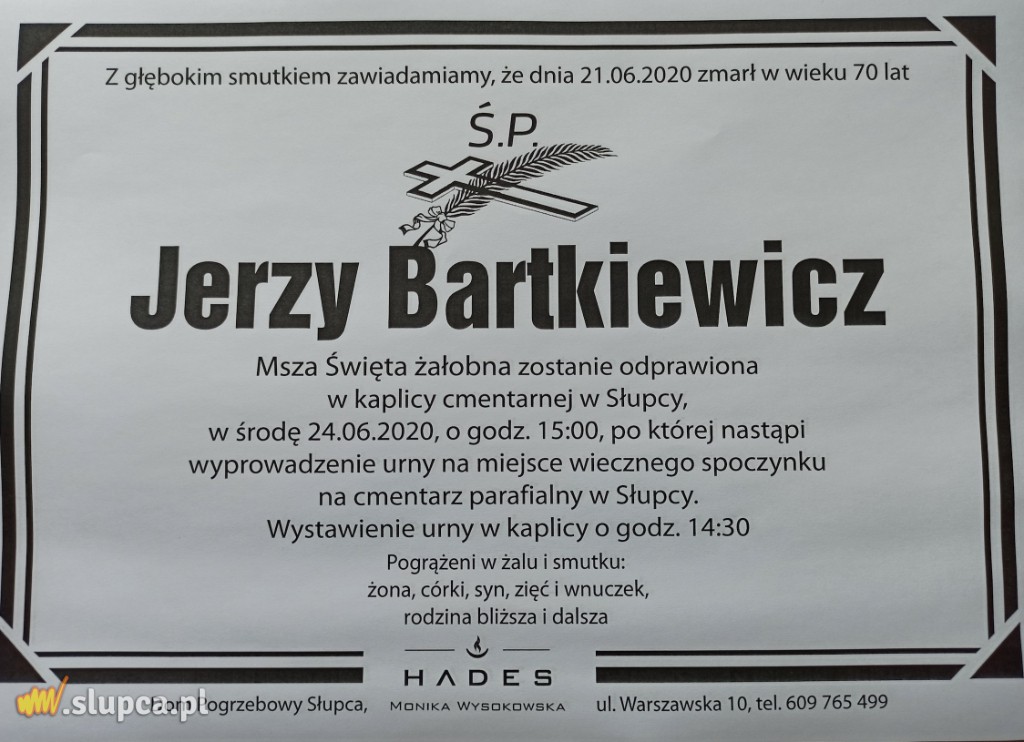 Z głębokim smutkiem zawiadamiamy, że dnia 21.06.2020 zmarł w wieku 70 lat
Ś.P.
Jerzy Bartkiewicz
Msza Święta żałobna zostanie odprawiona
w kaplicy cmentarnej w Słupcy,
w środę 24.06.2020, o godz. 15:00, po której nastąpi
wyprowadzenie urny na miejsce wiecznego spoczynku
na cmentarz parafialny w Słupcy.
Wystawienie urny w kaplicy o godz. 14:30
Pogrążeni w żalu i smutku:
żona, córki, syn, zięć i wnuczek,
rodzina bliższa i dalsza
HADES
Dom Pogrzebowy Słupca, MONIKA WYSOKOWSKA ul. Warszawska 10, tel. 609 765 499
www.slupca.pl